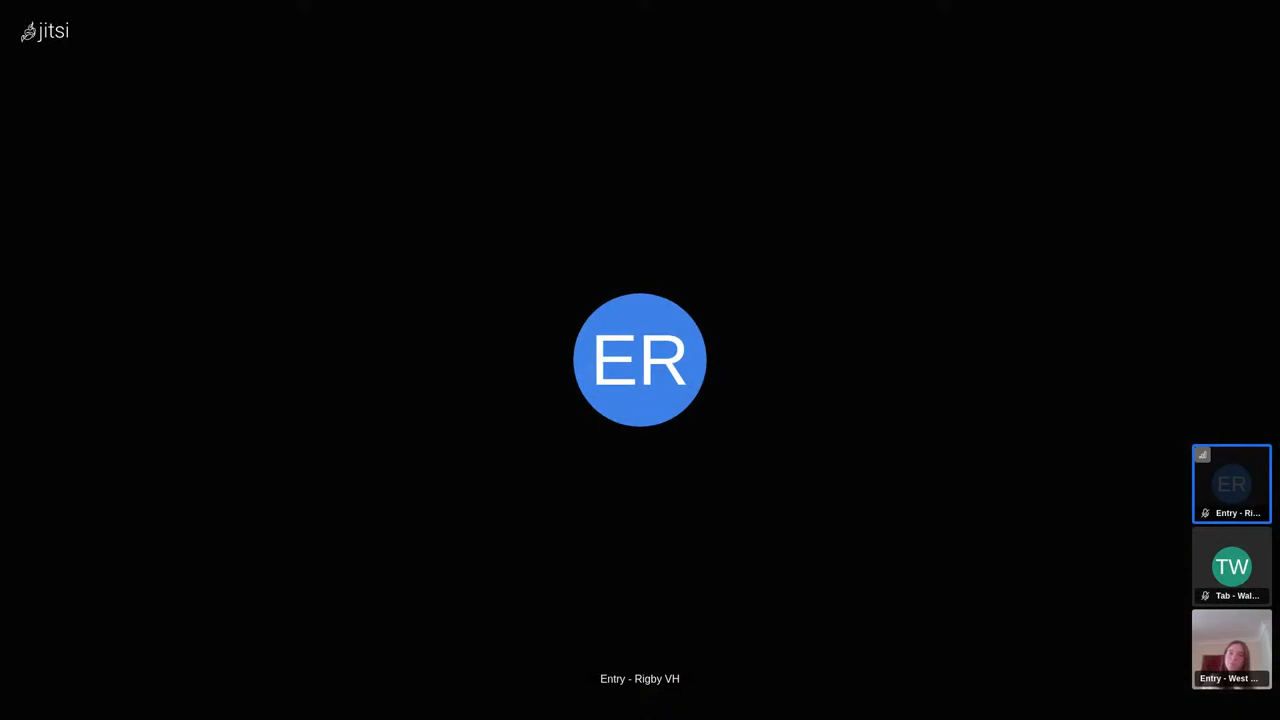 jitsi
ER
ER
Entry - Ri...
TW
Tab - Wal...
Entry - West ...
Entry - Rigby VH